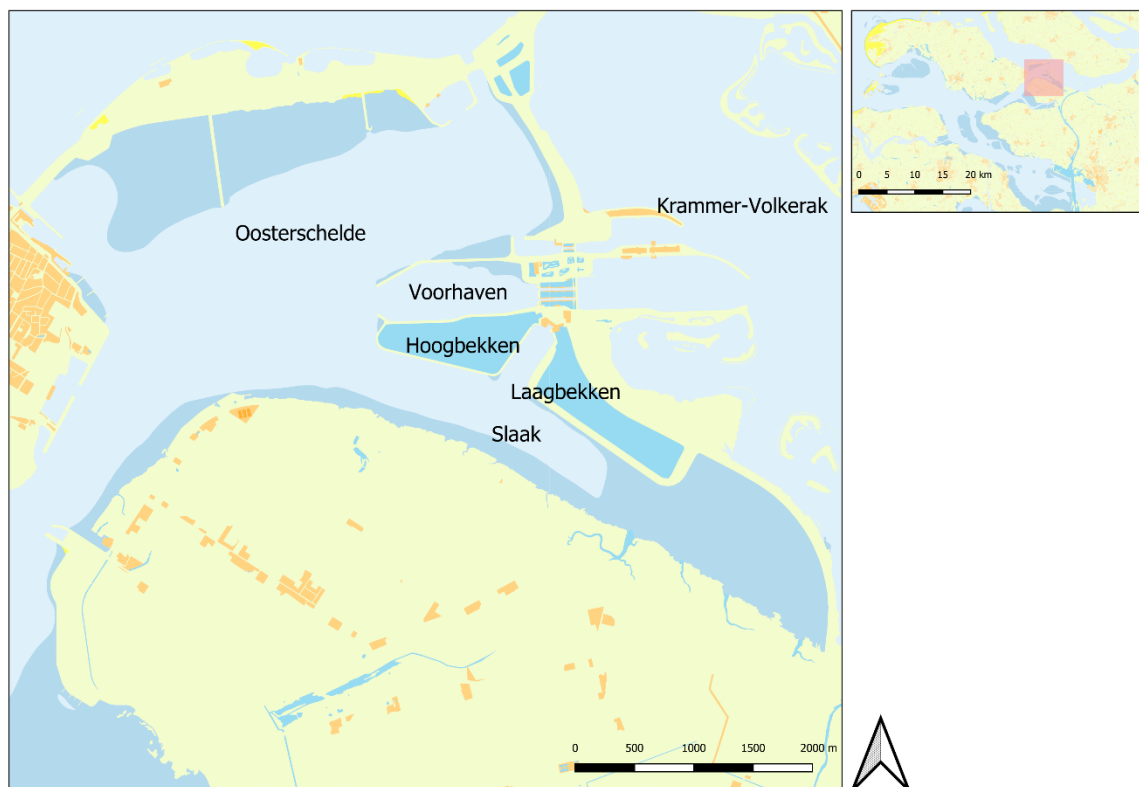 Oosterschelde
Krammer-Volkerak
Voorhaven
Hoogbekken
Laagbekken
Slaak
0 500 1000 1500 2000 m
0 5 10 15 20 km